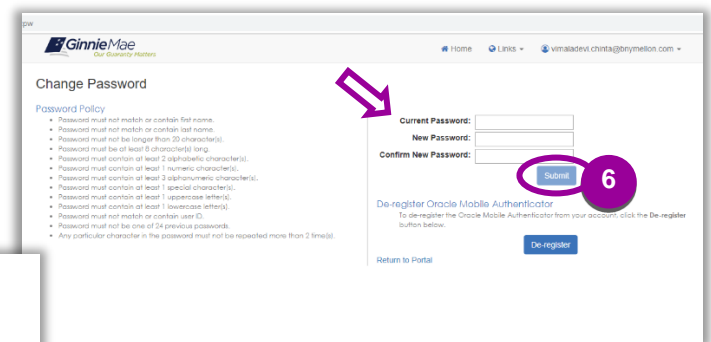 pw
GinnieMae
Our Guaranty Matters
Home Links vimaladevi.chinta@bnymellon.com
Change Password
Password Policy
Password must not match or contain first name.
Password must not match or contain last name.
Password must not be longer than 20 character(s).
Password must be at least 8 character(s) long.
Password must contain at least 2 alphabetic character(s).
Password must contain at least 1 numeric character(s).
Password must contain at least 3 alphanumeric character(s).
Password must contain at least 1 special character(s).
Password must contain at least 1 uppercase letter(s).
Password must contain at least 1 lowercase letter(s).
Password must not match or contain user ID.
Password must not be one of 24 previous passwords.
Any particular character in the password must not be repeated more than 2 time(s).
Current Password:
New Password:
Confirm New Password:
Submit
6
De-register Oracle Mobile Authenticator
To de-register the Oracle Mobile Authenticator from your account, click the De-register
button below.
De-register
Return to Portal